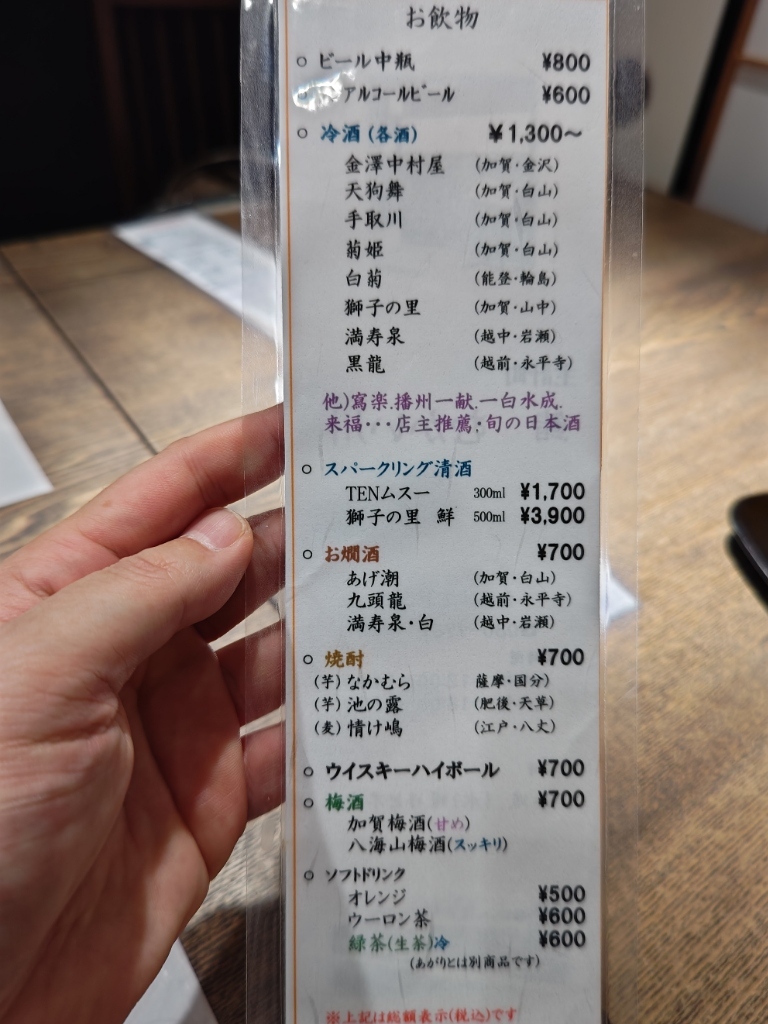 お飲物
○ ビール中瓶 ¥800
アルコールビール ¥600
○ 冷酒(各酒) ¥1,300〜
金澤中村屋 (加賀・金沢)
天狗舞 (加賀・白山)
手取川 (加賀・白山)
菊姫 (加賀・白山)
白菊 (能登・輪島)
獅子の里 (加賀・山中)
満寿泉 (越中・岩瀬)
黒龍 (越前・永平寺)
他)寫楽.播州一献.一白水成.
来福・・・店主推薦・旬の日本酒
○ スパークリング清酒
TENムスー 300ml ¥1,700
獅子の里 鮮 500ml ¥3,900
○ お燗酒 ¥700
あげ潮 (加賀・白山)
九頭龍 (越前・永平寺)
満寿泉・白 (越中・岩瀬)
○ 焼酎 ¥700
(芋) なかむら 薩摩・国分)
(芋) 池の露 (肥後・天草)
(麦) 情け嶋 (江戸・八丈)
○ ウイスキーハイボール ¥700
○ 梅酒 ¥700
加賀梅酒(甘め)
八海山梅酒(スッキリ)
○ ソフトドリンク
オレンジ ¥500
ウーロン茶 ¥600
緑茶(生茶)冷 ¥600
(あがりとは別商品です)
※上記は総額表示(税込)です